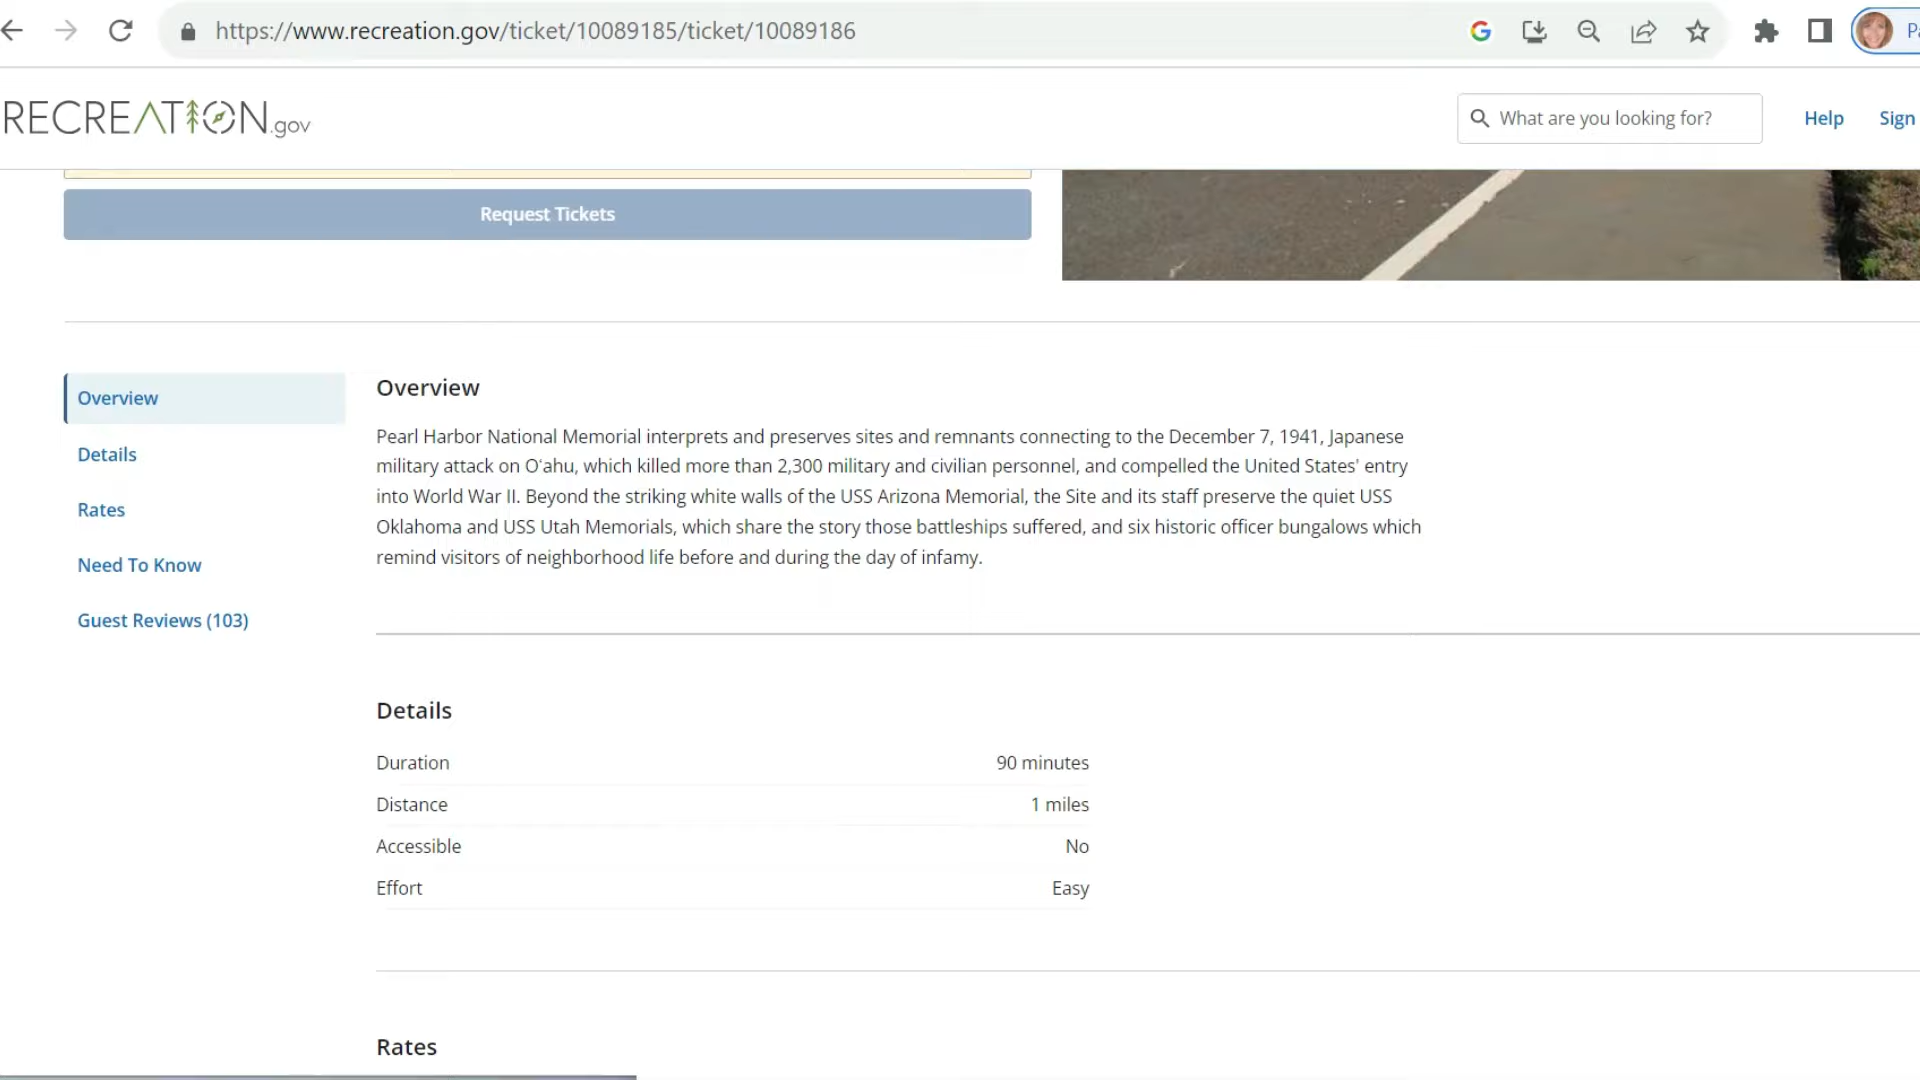 https://www.recreation.gov/ticket/10089185/ticket/10089186
RECREATION.gov
What are you looking for?
Help
Sign
Request Tickets
Overview
Details
Rates
Need To Know
Guest Reviews (103)
Overview
Pearl Harbor National Memorial interprets and preserves sites and remnants connecting to the December 7, 1941, Japanese
military attack on Oʻahu, which killed more than 2,300 military and civilian personnel, and compelled the United States' entry
into World War II. Beyond the striking white walls of the USS Arizona Memorial, the Site and its staff preserve the quiet USS
Oklahoma and USS Utah Memorials, which share the story those battleships suffered, and six historic officer bungalows which
remind visitors of neighborhood life before and during the day of infamy.
Details
Duration 90 minutes
Distance 1 miles
Accessible No
Effort Easy
Rates